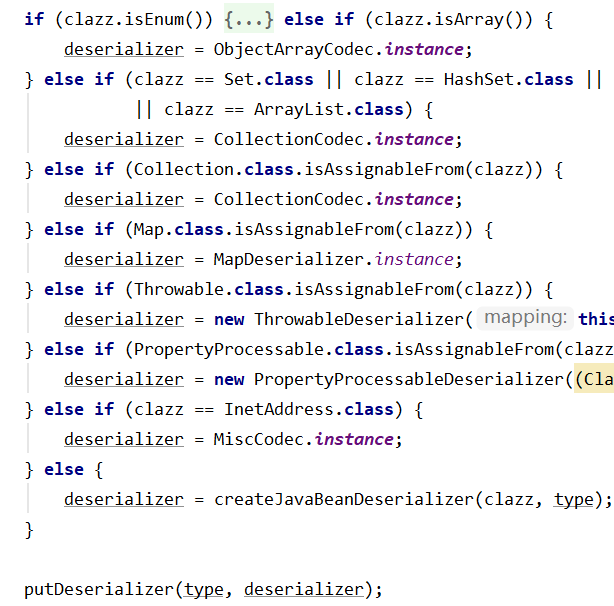 if (clazz.isEnum()) {...} else if (clazz.isArray()) {
deserializer = ObjectArrayCodec.instance;
} else if (clazz == Set.class || clazz == HashSet.class ||
|| clazz == ArrayList.class) {
deserializer = CollectionCodec.instance;
} else if (Collection.class.isAssignableFrom(clazz)) {
deserializer = CollectionCodec.instance;
} else if (Map.class.isAssignableFrom(clazz)) {
deserializer = MapDeserializer.instance;
} else if (Throwable.class.isAssignableFrom(clazz)) {
deserializer = new ThrowableDeserializer( mapping: this
} else if (PropertyProcessable.class.isAssignableFrom(clazz
deserializer = new PropertyProcessableDeserializer((Cla
} else if (clazz == InetAddress.class) {
deserializer = MiscCodec.instance;
} else {
deserializer = createJavaBeanDeserializer(clazz, type);
}
putDeserializer(type, deserializer);